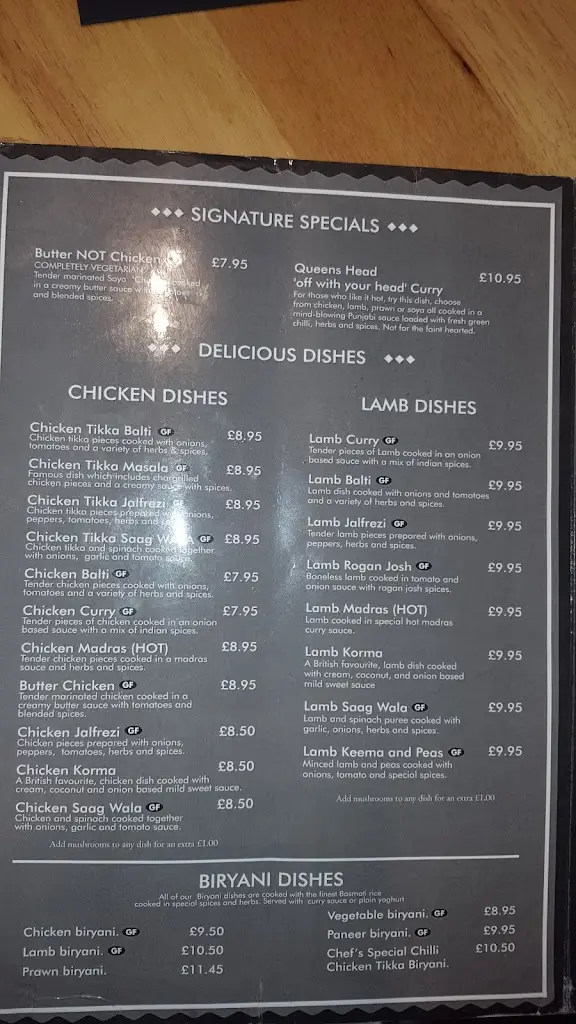 SIGNATURE SPECIALS
Butter NOT Chicken £7.95
COMPLETELY VEGETARIAN
Tender marinated Soya cooked
in a creamy butter sauce with
and blended spices.
Queens Head £10.95
'off with your head' Curry
For those who like it hot, try this dish, choose
from chicken, lamb, prawn or soya all cooked in a
mind-blowing Punjabi sauce loaded with fresh green
chilli, herbs and spices. Not for the faint hearted.
DELICIOUS DISHES
CHICKEN DISHES
Chicken Tikka Balti GF £8.95
Chicken tikka pieces cooked with onions,
tomatoes and a variety of herbs & spices.
Chicken Tikka Masala GF £8.95
Famous dish which includes chargrilled
chicken pieces and a creamy sauce with spices.
Chicken Tikka Jalfrezi GF £8.95
Chicken tikka pieces prepared with onions,
peppers, tomatoes, herbs and
Chicken Tikka Saag GF £8.95
Chicken tikka and spinach cooked together
with onions, garlic and tomato sauce.
Chicken Balti GF £7.95
Tender chicken pieces cooked with onions,
tomatoes and a variety of herbs and spices.
Chicken Curry GF £7.95
Tender pieces of chicken cooked in an onion
based sauce with a mix of indian spices.
Chicken Madras (HOT) £8.95
Tender chicken pieces cooked in a madras
sauce and herbs and spices.
Butter Chicken GF £8.95
Tender marinated chicken cooked in a
creamy butter sauce with tomatoes and
blended spices.
Chicken Jalfrezi GF £8.50
Chicken pieces prepared with onions,
peppers, tomatoes, herbs and spices.
Chicken Korma £8.50
A British favourite, chicken dish cooked with
cream, coconut and onion based mild sweet sauce.
Chicken Saag Wala GF £8.50
Chicken and spinach cooked together
with onions, garlic and tomato sauce.
Add mushrooms to any dish for an extra £1.00
LAMB DISHES
Lamb Curry GF £9.95
Tender pieces of Lamb cooked in an onion
based sauce with a mix of indian spices.
Lamb Balti GF £9.95
Lamb dish cooked with onions and tomatoes
and a variety of herbs and spices.
Lamb Jalfrezi GF £9.95
Tender lamb pieces prepared with onions,
peppers, herbs and spices.
Lamb Rogan Josh GF £9.95
Boneless lamb cooked in tomato and
onion sauce with rogan josh spices.
Lamb Madras (HOT) £9.95
Lamb cooked in special hot madras
curry sauce.
Lamb Korma £9.95
A British favourite, lamb dish cooked
with cream, coconut, and onion based
mild sweet sauce
Lamb Saag Wala GF £9.95
Lamb and spinach puree cooked with
garlic, onions, herbs and spices.
Lamb Keema and Peas GF £9.95
Minced lamb and peas cooked with
onions, tomato and special spices.
Add mushrooms to any dish for an extra £1.00
BIRYANI DISHES
All of our Biryani dishes are cooked with the finest Basmati rice
cooked in special spices and herbs. Served with curry sauce or plain yoghurt
Chicken biryani. GF £9.50
Lamb biryani. GF £10.50
Prawn biryani. £11.45
Vegetable biryani. GF £8.95
Paneer biryani. GF £9.95
Chef's Special Chilli £10.50
Chicken Tikka Biryani.